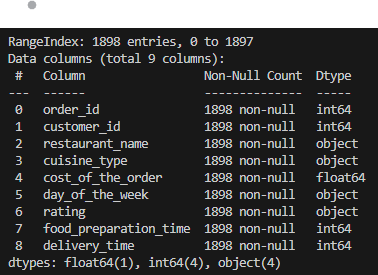 RangeIndex: 1898 entries, 0 to 1897
Data columns (total 9 columns):
 #   Column                 Non-Null Count  Dtype
---  ------                 --------------  -----
 0   order_id               1898 non-null   int64
 1   customer_id            1898 non-null   int64
 2   restaurant_name        1898 non-null   object
 3   cuisine_type           1898 non-null   object
 4   cost_of_the_order      1898 non-null   float64
 5   day_of_the_week        1898 non-null   object
 6   rating                 1898 non-null   object
 7   food_preparation_time  1898 non-null   int64
 8   delivery_time          1898 non-null   int64
dtypes: float64(1), int64(4), object(4)